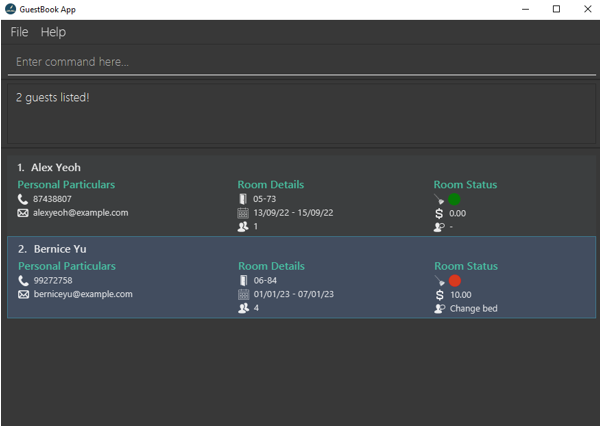 GuestBook App
File Help
Enter command here...
2 guests listed!
1. Alex Yeoh
Personal Particulars Room Details Room Status
87438807 05-73
alexyeoh@example.com 13/09/22 - 15/09/22 $ 0.00
1 -
2. Bernice Yu
Personal Particulars Room Details Room Status
99272758 06-84
berniceyu@example.com 01/01/23 - 07/01/23 $ 10.00
4 Change bed